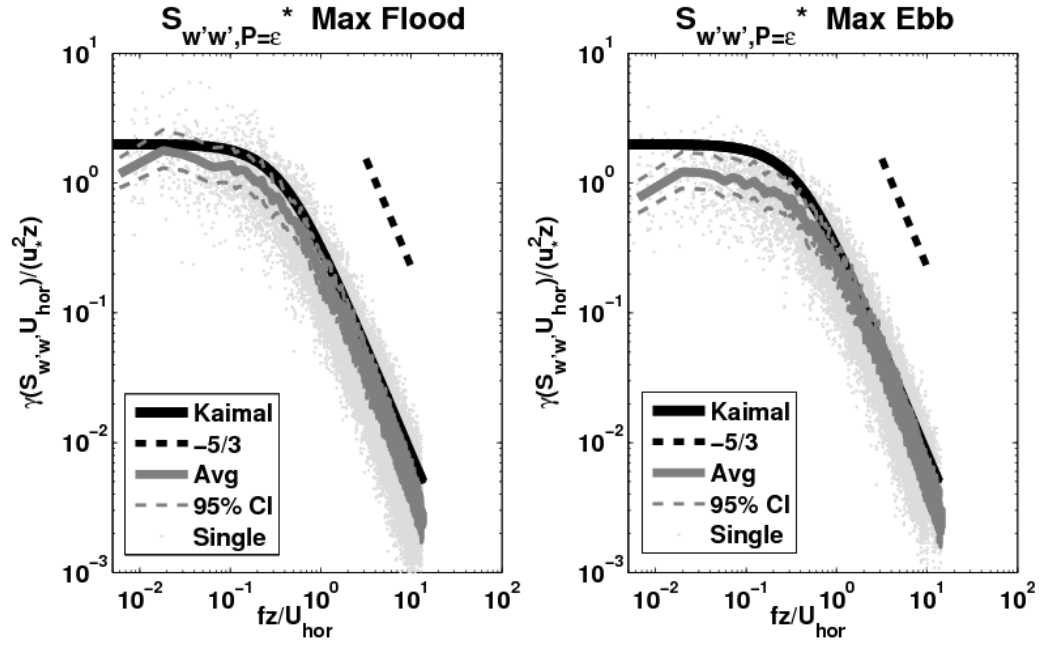 S_{w'w',P=ε}* Max Flood
10^1
10^0
10^{-1}
10^{-2}
10^{-3}
γ(S_{w'w'}U_{hor})/(u_*^2z)
Kaimal
−5/3
Avg
95% CI
Single
10^{-2} 10^{-1} 10^0 10^1 10^2
fz/U_{hor}
S_{w'w',P=ε}* Max Ebb
10^1
10^0
10^{-1}
10^{-2}
10^{-3}
γ(S_{w'w'}U_{hor})/(u_*^2z)
Kaimal
−5/3
Avg
95% CI
Single
10^{-2} 10^{-1} 10^0 10^1 10^2
fz/U_{hor}